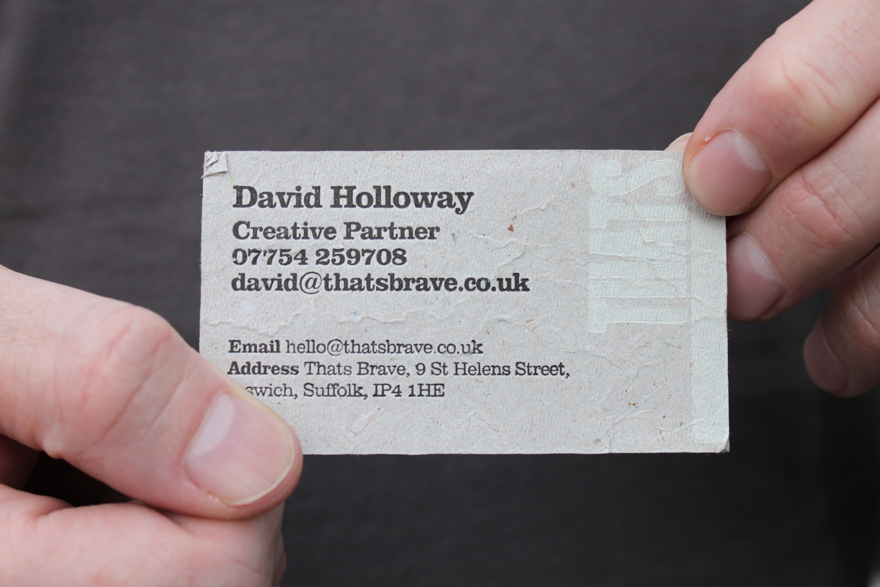 David Holloway
Creative Partner
07754 259708
david@thatsbrave.co.uk
Email hello@thatsbrave.co.uk
Address Thats Brave, 9 St Helens Street,
swich, Suffolk, IP4 1HE
THATS